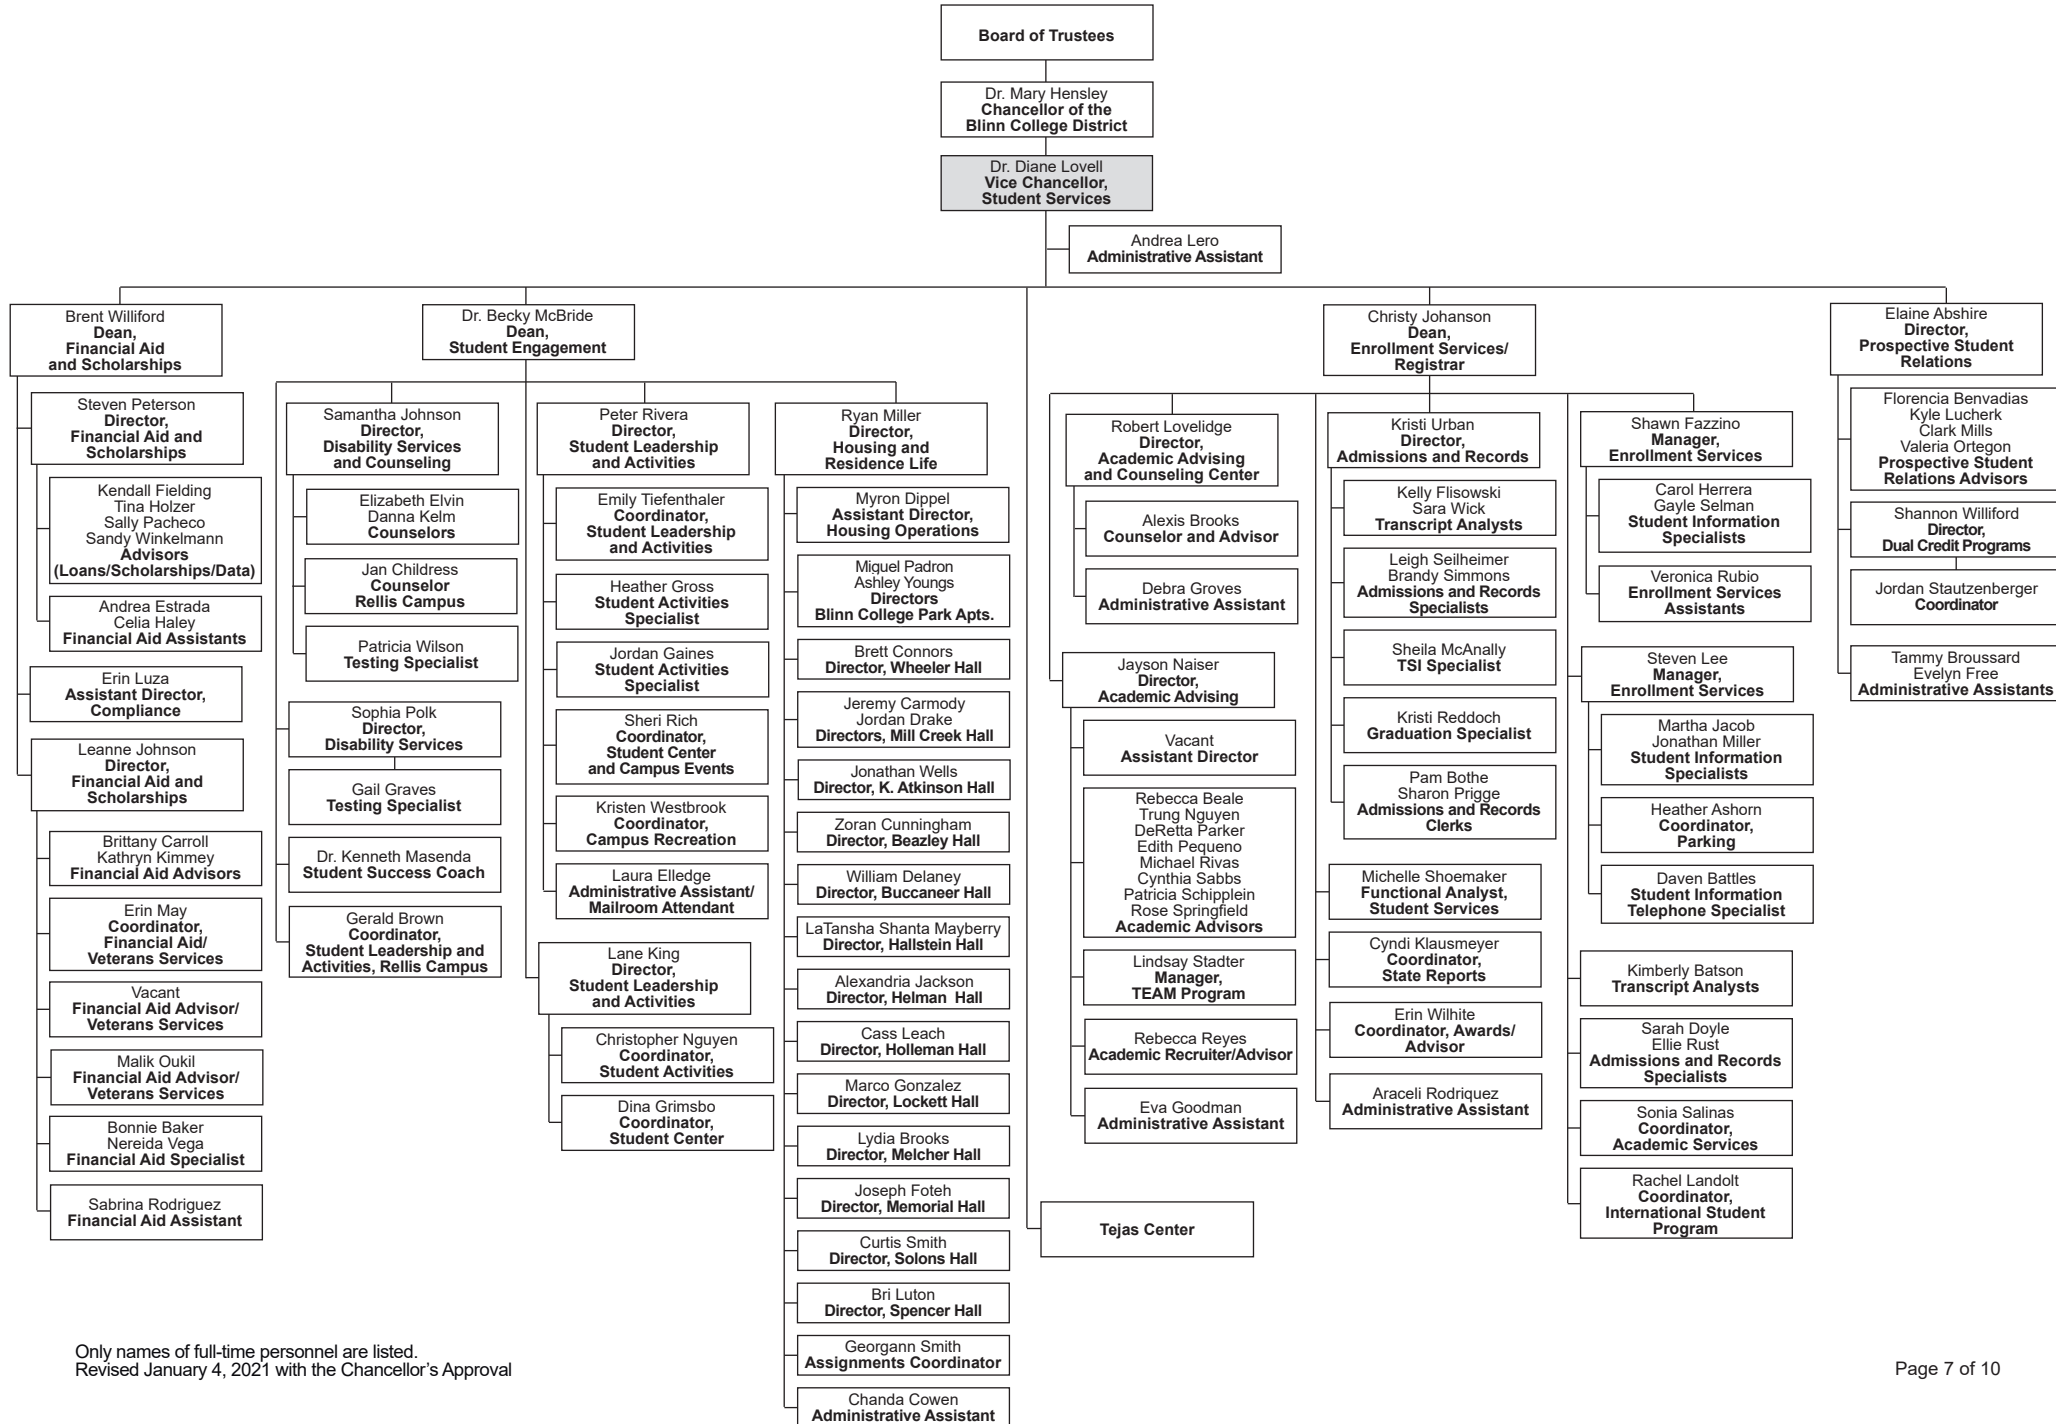 Board of Trustees
Dr. Mary Hensley
Chancellor of the
Blinn College District
Dr. Diane Lovell
Vice Chancellor,
Student Services
Andrea Lero
Administrative Assistant
Brent Williford
Dean,
Financial Aid
and Scholarships
Steven Peterson
Director,
Financial Aid and
Scholarships
Kendall Fielding
Tina Holzer
Sally Pacheco
Sandy Winkelmann
Advisors
(Loans/Scholarships/Data)
Andrea Estrada
Celia Haley
Financial Aid Assistants
Erin Luza
Assistant Director,
Compliance
Leanne Johnson
Director,
Financial Aid and
Scholarships
Brittany Carroll
Kathryn Kimmey
Financial Aid Advisors
Erin May
Coordinator,
Financial Aid/
Veterans Services
Vacant
Financial Aid Advisor/
Veterans Services
Malik Oukil
Financial Aid Advisor/
Veterans Services
Bonnie Baker
Nereida Vega
Financial Aid Specialist
Sabrina Rodriguez
Financial Aid Assistant
Dr. Becky McBride
Dean,
Student Engagement
Samantha Johnson
Director,
Disability Services
and Counseling
Elizabeth Elvin
Danna Kelm
Counselors
Jan Childress
Counselor
Rellis Campus
Patricia Wilson
Testing Specialist
Sophia Polk
Director,
Disability Services
Gail Graves
Testing Specialist
Dr. Kenneth Masenda
Student Success Coach
Gerald Brown
Coordinator,
Student Leadership and
Activities, Rellis Campus
Peter Rivera
Director,
Student Leadership
and Activities
Emily Tiefenthaler
Coordinator,
Student Leadership
and Activities
Heather Gross
Student Activities
Specialist
Jordan Gaines
Student Activities
Specialist
Sheri Rich
Coordinator,
Student Center
and Campus Events
Kristen Westbrook
Coordinator,
Campus Recreation
Laura Elledge
Administrative Assistant/
Mailroom Attendant
Lane King
Director,
Student Leadership
and Activities
Christopher Nguyen
Coordinator,
Student Activities
Dina Grimsbo
Coordinator,
Student Center
Ryan Miller
Director,
Housing and
Residence Life
Myron Dippel
Assistant Director,
Housing Operations
Miquel Padron
Ashley Youngs
Directors
Blinn College Park Apts.
Brett Connors
Director, Wheeler Hall
Jeremy Carmody
Jordan Drake
Directors, Mill Creek Hall
Jonathan Wells
Director, K. Atkinson Hall
Zoran Cunningham
Director, Beazley Hall
William Delaney
Director, Buccaneer Hall
LaTansha Shanta Mayberry
Director, Hallstein Hall
Alexandria Jackson
Director, Helman Hall
Cass Leach
Director, Holleman Hall
Marco Gonzalez
Director, Lockett Hall
Lydia Brooks
Director, Melcher Hall
Joseph Foteh
Director, Memorial Hall
Curtis Smith
Director, Solons Hall
Bri Luton
Director, Spencer Hall
Georgann Smith
Assignments Coordinator
Chanda Cowen
Administrative Assistant
Tejas Center
Christy Johanson
Dean,
Enrollment Services/
Registrar
Robert Lovelidge
Director,
Academic Advising
and Counseling Center
Alexis Brooks
Counselor and Advisor
Debra Groves
Administrative Assistant
Jayson Naiser
Director,
Academic Advising
Vacant
Assistant Director
Rebecca Beale
Trung Nguyen
DeRetta Parker
Edith Pequeno
Michael Rivas
Cynthia Sabbs
Patricia Schipplein
Rose Springfield
Academic Advisors
Lindsay Stadter
Manager,
TEAM Program
Rebecca Reyes
Academic Recruiter/Advisor
Eva Goodman
Administrative Assistant
Kristi Urban
Director,
Admissions and Records
Kelly Flisowski
Sara Wick
Transcript Analysts
Leigh Seilheimer
Brandy Simmons
Admissions and Records
Specialists
Sheila McAnally
TSI Specialist
Kristi Reddoch
Graduation Specialist
Pam Bothe
Sharon Prigge
Admissions and Records
Clerks
Michelle Shoemaker
Functional Analyst,
Student Services
Cyndi Klausmeyer
Coordinator,
State Reports
Erin Wilhite
Coordinator, Awards/
Advisor
Araceli Rodriquez
Administrative Assistant
Shawn Fazzino
Manager,
Enrollment Services
Carol Herrera
Gayle Selman
Student Information
Specialists
Veronica Rubio
Enrollment Services
Assistants
Steven Lee
Manager,
Enrollment Services
Martha Jacob
Jonathan Miller
Student Information
Specialists
Heather Ashorn
Coordinator,
Parking
Daven Battles
Student Information
Telephone Specialist
Kimberly Batson
Transcript Analysts
Sarah Doyle
Ellie Rust
Admissions and Records
Specialists
Sonia Salinas
Coordinator,
Academic Services
Rachel Landolt
Coordinator,
International Student
Program
Elaine Abshire
Director,
Prospective Student
Relations
Florencia Benvadias
Kyle Lucherk
Clark Mills
Valeria Ortegon
Prospective Student
Relations Advisors
Shannon Williford
Director,
Dual Credit Programs
Jordan Stautzenberger
Coordinator
Tammy Broussard
Evelyn Free
Administrative Assistants
Only names of full-time personnel are listed.
Revised January 4, 2021 with the Chancellor's Approval
Page 7 of 10